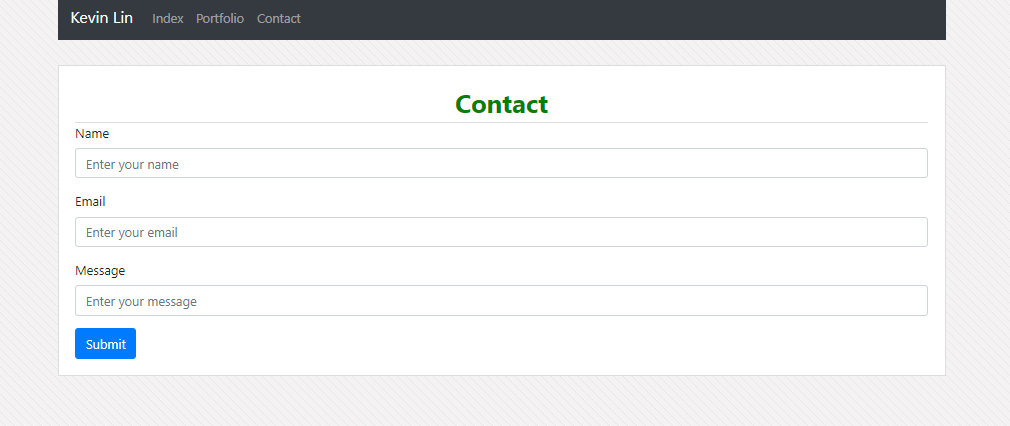 Kevin Lin Index Portfolio Contact
Contact
Name
Enter your name
Email
Enter your email
Message
Enter your message
Submit